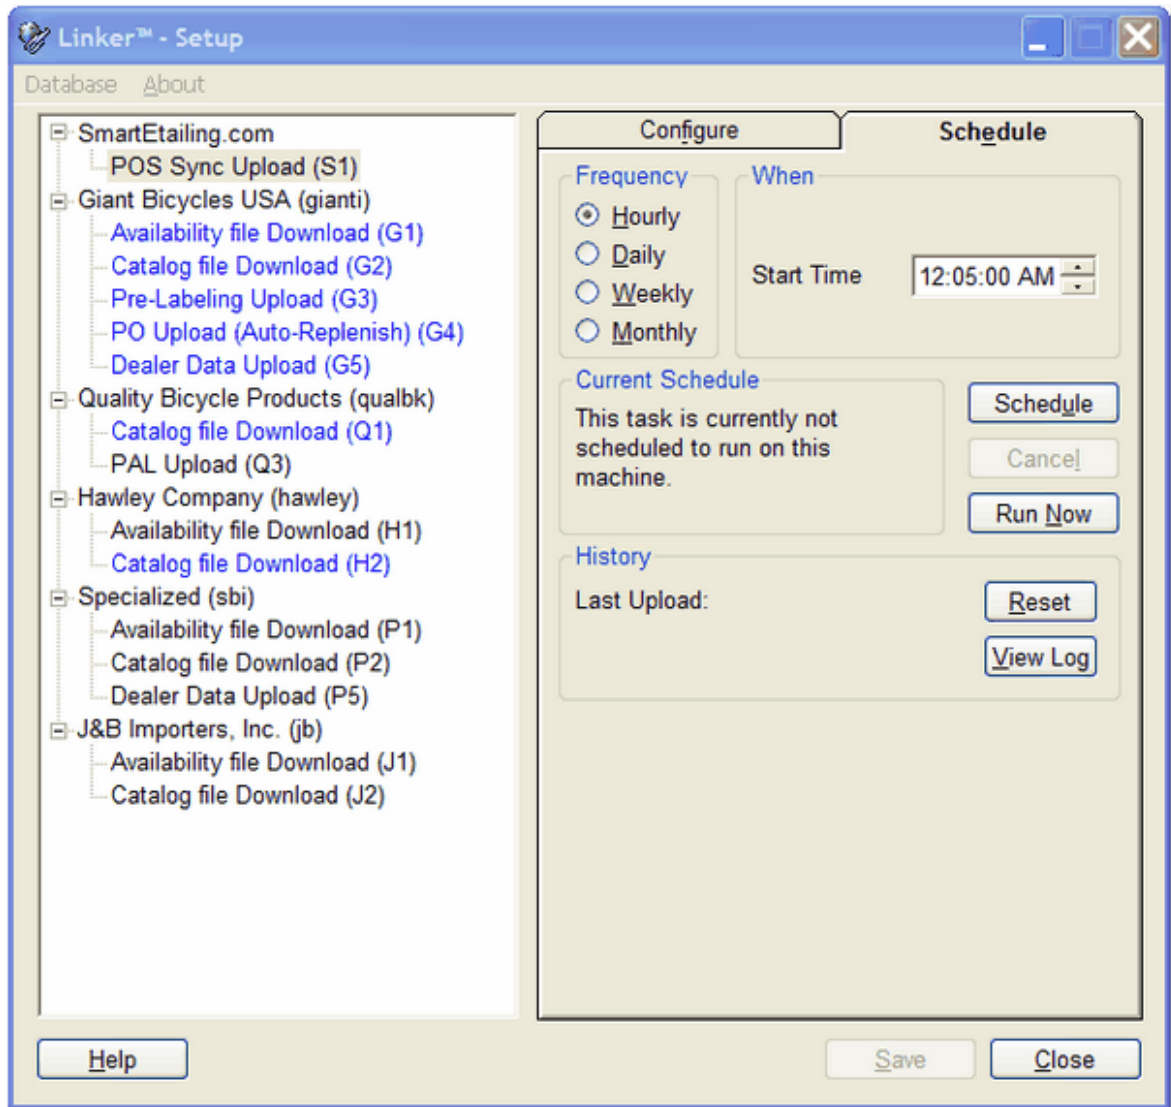 Linker™ - Setup
Database About
SmartEtailing.com
POS Sync Upload (S1)
Giant Bicycles USA (gianti)
Availability file Download (G1)
Catalog file Download (G2)
Pre-Labeling Upload (G3)
PO Upload (Auto-Replenish) (G4)
Dealer Data Upload (G5)
Quality Bicycle Products (qualbk)
Catalog file Download (Q1)
PAL Upload (Q3)
Hawley Company (hawley)
Availability file Download (H1)
Catalog file Download (H2)
Specialized (sbi)
Availability file Download (P1)
Catalog file Download (P2)
Dealer Data Upload (P5)
J&B Importers, Inc. (jb)
Availability file Download (J1)
Catalog file Download (J2)
Configure Schedule
Frequency
Hourly
Daily
Weekly
Monthly
When
Start Time 12:05:00 AM
Current Schedule
This task is currently not
scheduled to run on this
machine.
Schedule
Cancel
Run Now
History
Last Upload:
Reset
View Log
Help
Save
Close